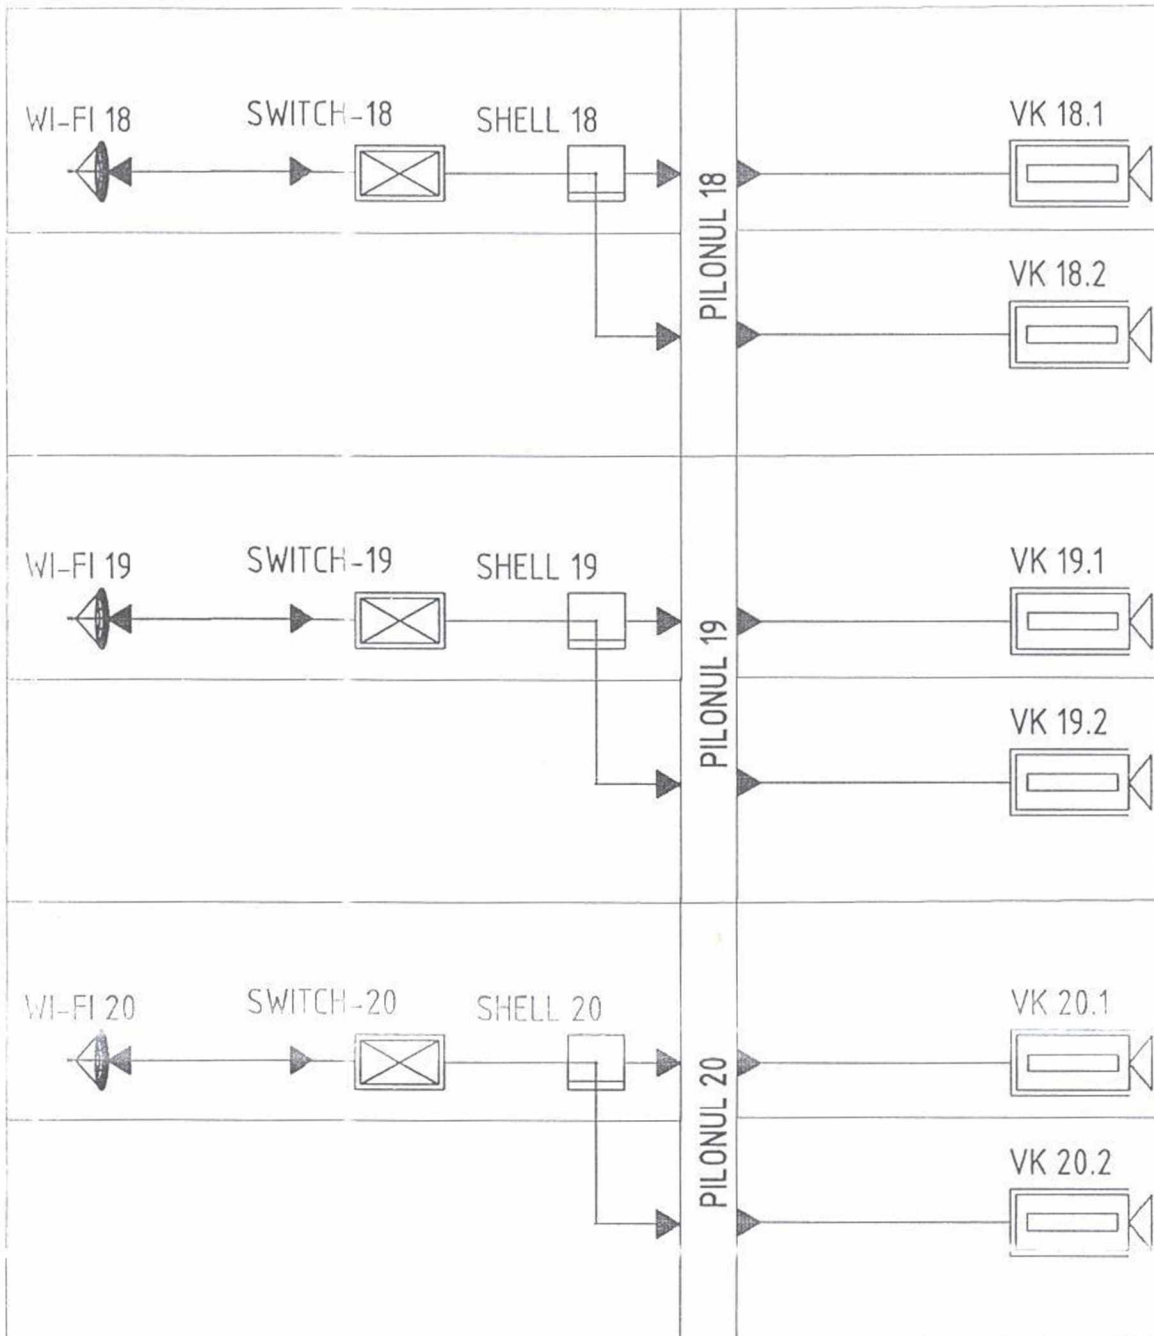 WI-FI 18
SWITCH-18
SHELL 18
PILONUL 18
VK 18.1
VK 18.2
WI-FI 19
SWITCH-19
SHELL 19
PILONUL 19
VK 19.1
VK 19.2
WI-FI 20
SWITCH-20
SHELL 20
PILONUL 20
VK 20.1
VK 20.2